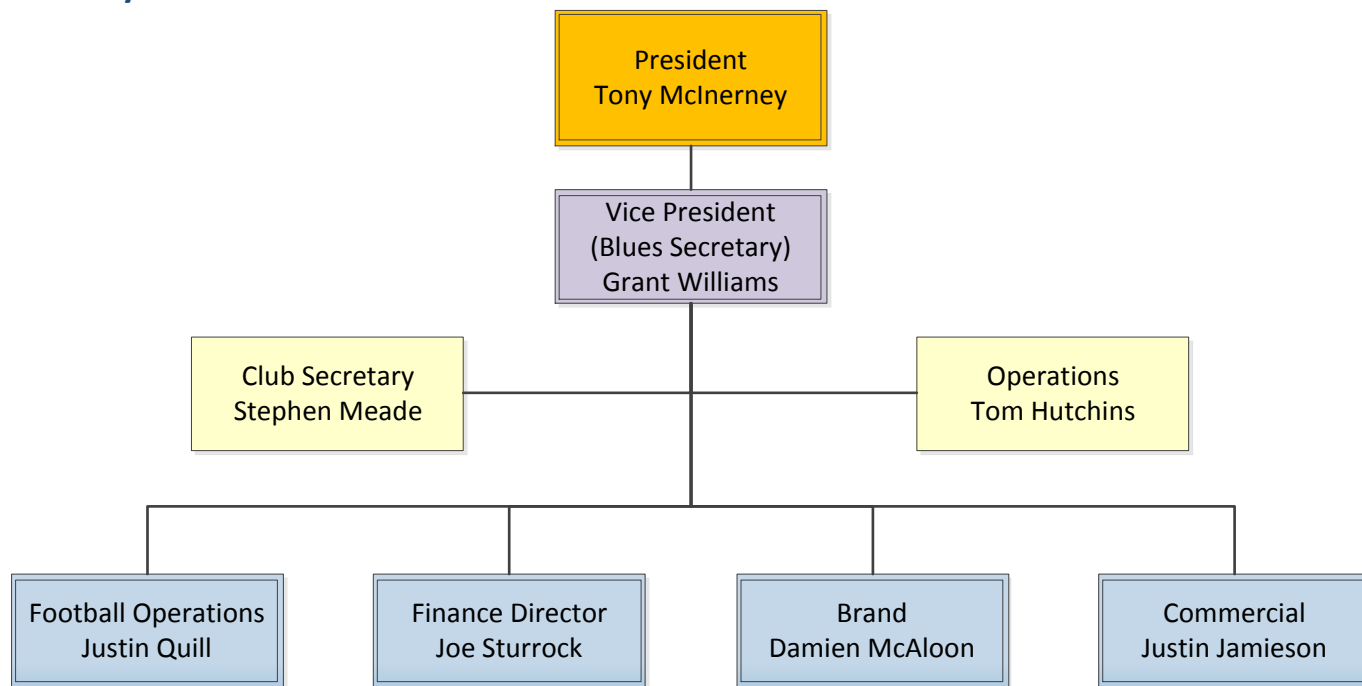 President
Tony McInerney
Vice President
(Blues Secretary)
Grant Williams
Club Secretary
Stephen Meade
Operations
Tom Hutchins
Football Operations
Justin Quill
Finance Director
Joe Sturrock
Brand
Damien McAloon
Commercial
Justin Jamieson